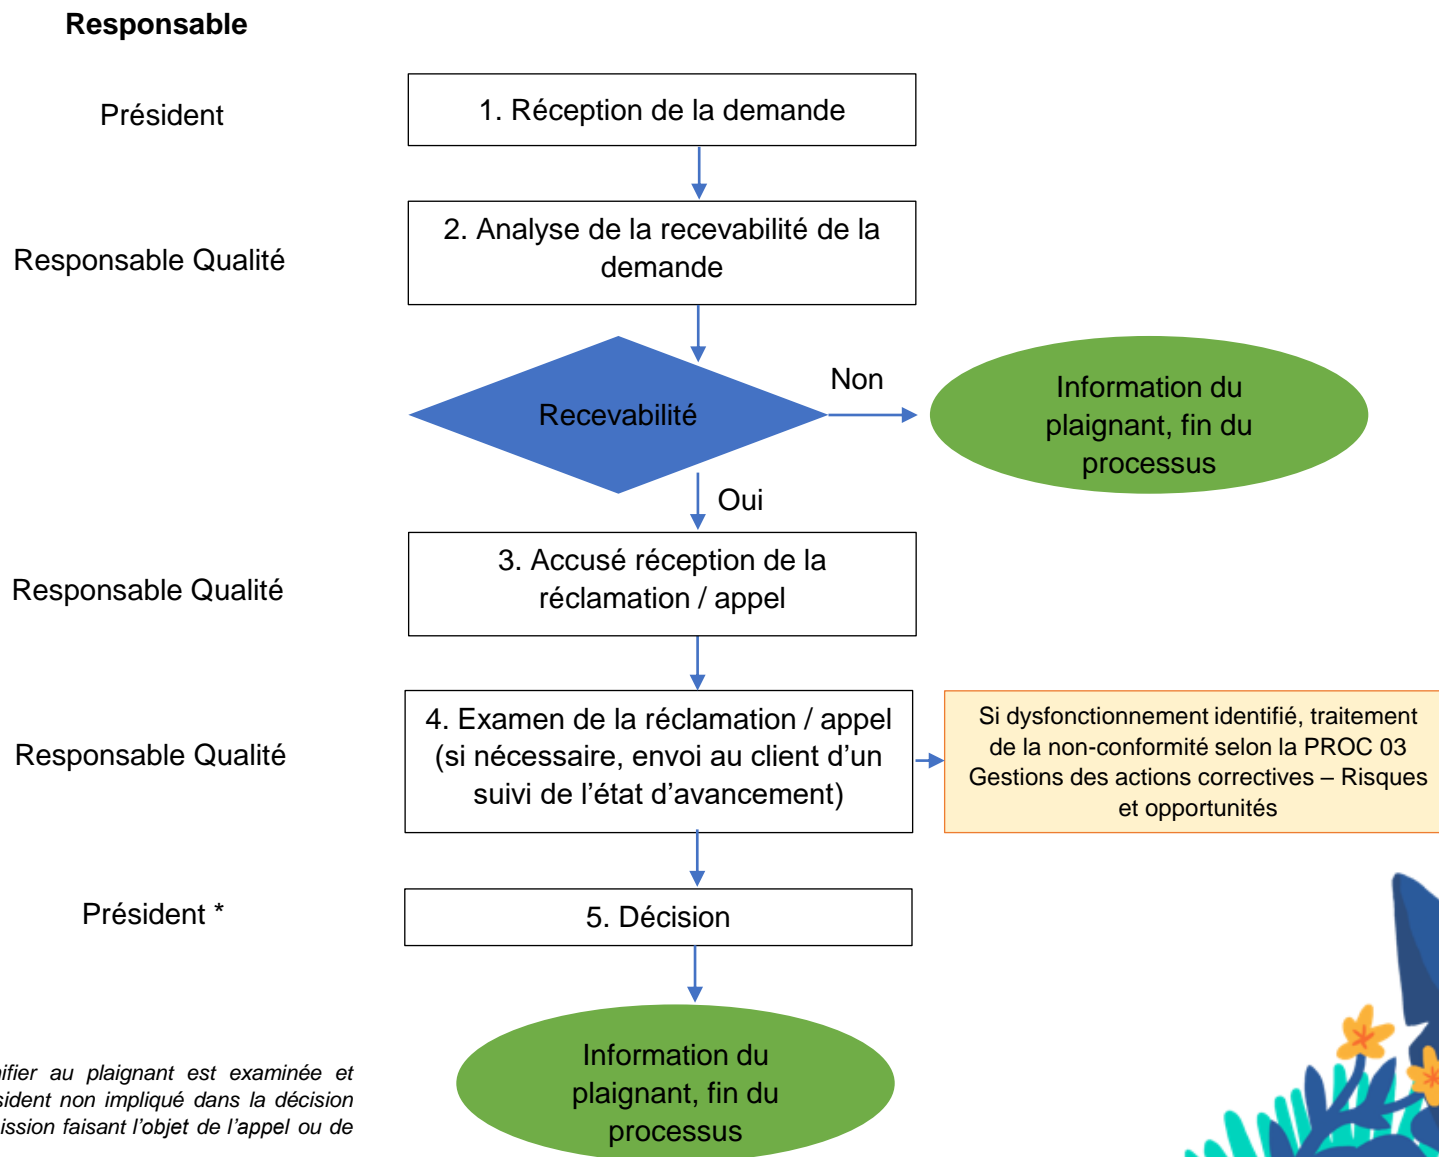 Responsable
Président
1. Réception de la demande
Responsable Qualité
2. Analyse de la recevabilité de la
demande
Recevabilité
Non
Information du
plaignant, fin du
processus
Oui
Responsable Qualité
3. Accusé réception de la
réclamation / appel
Responsable Qualité
4. Examen de la réclamation / appel
(si nécessaire, envoi au client d’un
suivi de l’état d’avancement)
Si dysfonctionnement identifié, traitement
de la non-conformité selon la PROC 03
Gestions des actions correctives – Risques
et opportunités
Président *
5. Décision
Information du
plaignant, fin du
processus
au plaignant est examinée et
non impliqué dans la décision
faisant l’objet de l’appel ou de